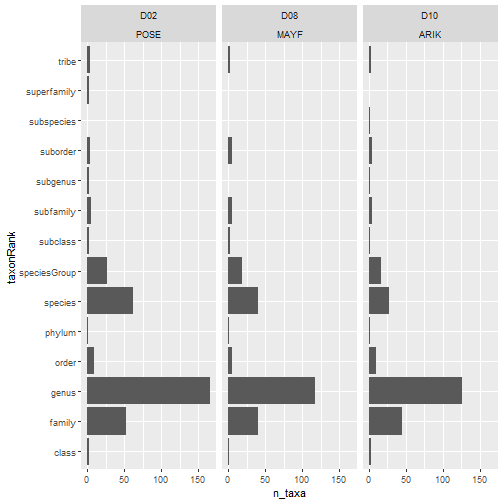 D02 D08 D10
POSE MAYF ARIK
tribe
superfamily
subspecies
suborder
subgenus
subfamily
subclass
speciesGroup
species
phylum
order
genus
family
class
taxonRank
0 50 100 150 0 50 100 150 0 50 100 150
n_taxa